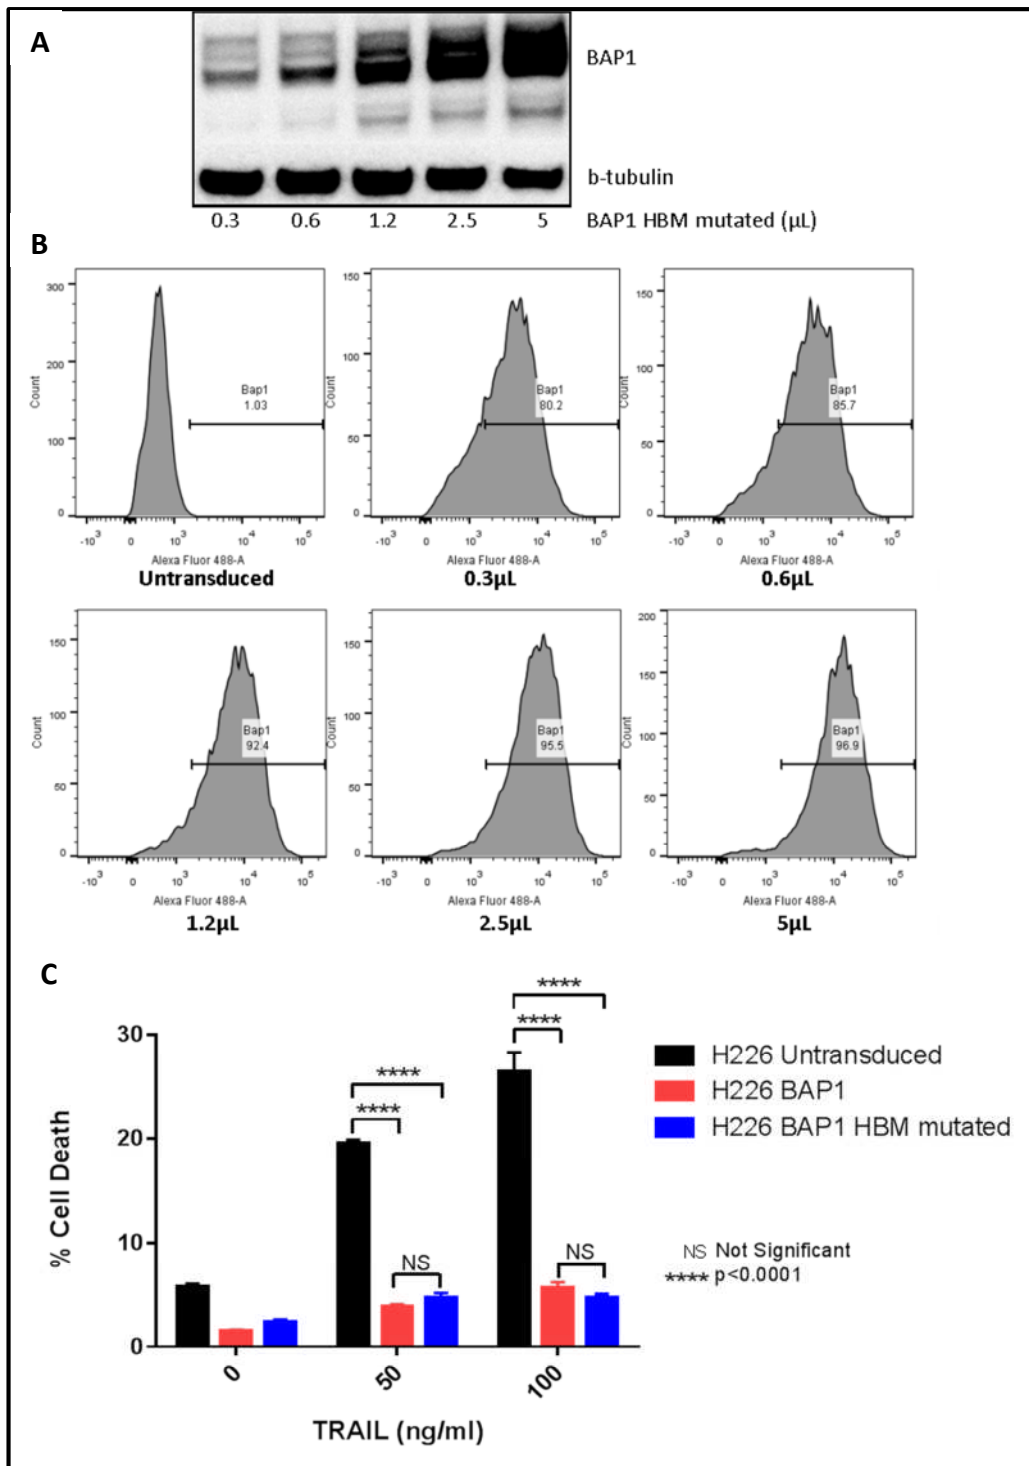 A
BAP1
b-tubulin
0.3 0.6 1.2 2.5 5 BAP1 HBM mutated (µL)
B
300
200
100
0
Count
Bap1
1.03
-10³ 0 10³ 10⁴ 10⁵
Alexa Fluor 488-A
Untransduced
150
100
50
0
Count
Bap1
80.2
-10³ 0 10³ 10⁴ 10⁵
Alexa Fluor 488-A
0.3µL
150
100
50
0
Count
Bap1
85.7
-10³ 0 10³ 10⁴ 10⁵
Alexa Fluor 488-A
0.6µL
150
100
50
0
Count
Bap1
92.4
-10³ 0 10³ 10⁴ 10⁵
Alexa Fluor 488-A
1.2µL
150
100
50
0
Count
Bap1
95.5
-10³ 0 10³ 10⁴ 10⁵
Alexa Fluor 488-A
2.5µL
200
150
100
50
0
Count
Bap1
96.9
-10³ 0 10³ 10⁴ 10⁵
Alexa Fluor 488-A
5µL
C
% Cell Death
30
20
10
0
****
****
NS
****
****
NS
0 50 100
TRAIL (ng/ml)
H226 Untransduced
H226 BAP1
H226 BAP1 HBM mutated
NS Not Significant
**** p<0.0001